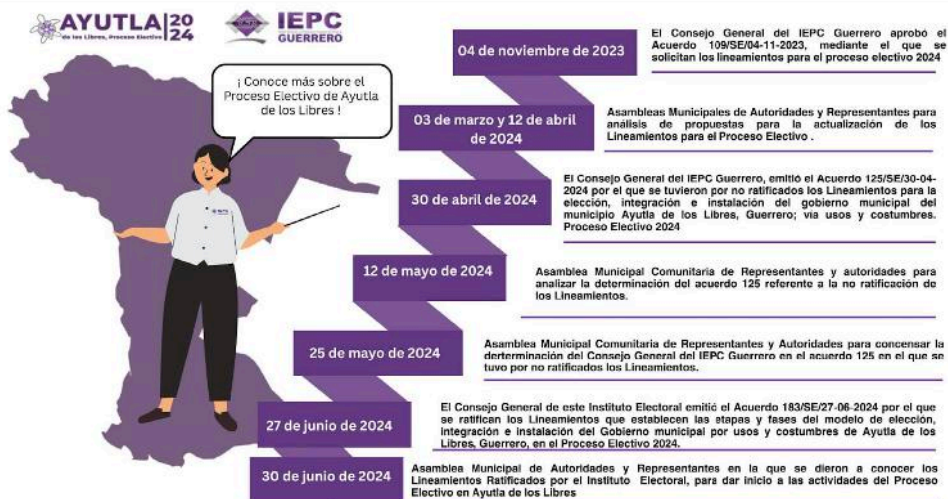 AYUTLA 2024
de los Libres, Proceso Electivo
IEPC
GUERRERO
¡ Conoce más sobre el
Proceso Electivo de Ayutla
de los Libres !
04 de noviembre de 2023
El Consejo General del IEPC Guerrero aprobó el
Acuerdo 109/SE/04-11-2023, mediante el que se
solicitan los lineamientos para el proceso electivo 2024
03 de marzo y 12 de abril
de 2024
Asambleas Municipales de Autoridades y Representantes para
análisis de propuestas para la actualización de los
Lineamientos para el Proceso Electivo .
30 de abril de 2024
El Consejo General del IEPC Guerrero, emitió el Acuerdo 125/SE/30-04-
2024 por el que se tuvieron por no ratificados los Lineamientos para la
elección, integración e instalación del gobierno municipal del
municipio Ayutla de los Libres, Guerrero; vía usos y costumbres.
Proceso Electivo 2024
12 de mayo de 2024
Asamblea Municipal Comunitaria de Representantes y autoridades para
analizar la determinación del acuerdo 125 referente a la no ratificación
de los Lineamientos.
25 de mayo de 2024
Asamblea Municipal Comunitaria de Representantes y Autoridades para concensar la
derterminación del Consejo General del IEPC Guerrero en el acuerdo 125 en el que se
tuvo por no ratificados los Lineamientos.
27 de junio de 2024
El Consejo General de este Instituto Electoral emitió el Acuerdo 183/SE/27-06-2024 por el que
se ratifican los Lineamientos que establecen las etapas y fases del modelo de elección,
integración e instalación del Gobierno municipal por usos y costumbres de Ayutla de los
Libres, Guerrero, en el Proceso Electivo 2024.
30 de junio de 2024
Asamblea Municipal de Autoridades y Representantes en la que se dieron a conocer los
Lineamientos Ratificados por el Instituto Electoral, para dar inicio a las actividades del Proceso
Electivo en Ayutla de los Libres